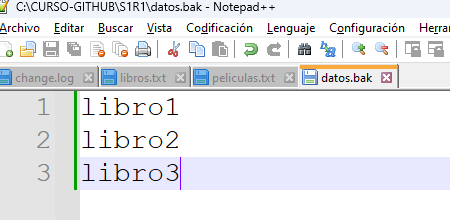 C:\CURSO-GITHUB\S1R1\datos.bak - Notepad++
Archivo Editar Buscar Vista Codificación Lenguaje Configuración Herramientas
change.log libros.txt peliculas.txt datos.bak
1 libro1
2 libro2
3 libro3